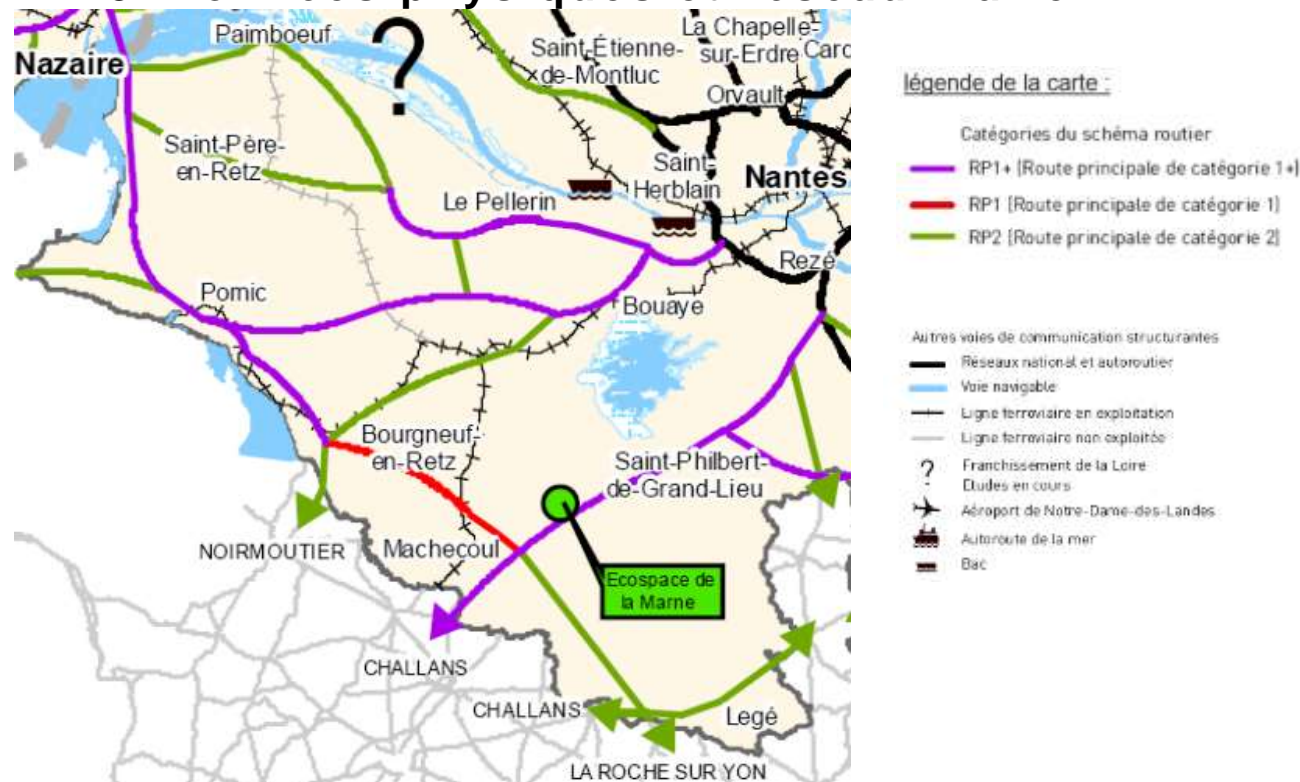 Paimboeuf
Nazaire
Saint-Étienne-
de-Montluc
La Chapelle-
sur-Erdre
Carq
Orvault
Saint-Père-
en-Retz
Saint-
Herblain
Nantes
Le Pellerin
Rezé
Pornic
Bouaye
Bourgneuf-
en-Retz
Saint-Philbert-
de-Grand-Lieu
NOIRMOUTIER
Machecoul
Ecospace de
la Marne
CHALLANS
CHALLANS
Legé
LA ROCHE SUR YON
?
légende de la carte :
Catégories du schéma routier
RP1+ (Route principale de catégorie 1+)
RP1 (Route principale de catégorie 1)
RP2 (Route principale de catégorie 2)
Autres voies de communication structurantes
Réseaux national et autoroutier
Voie navigable
Ligne ferroviaire en exploitation
Ligne ferroviaire non exploitée
? Franchissement de la Loire
Etudes en cours
Aéroport de Notre-Dame-des-Landes
Autoroute de la mer
Bac